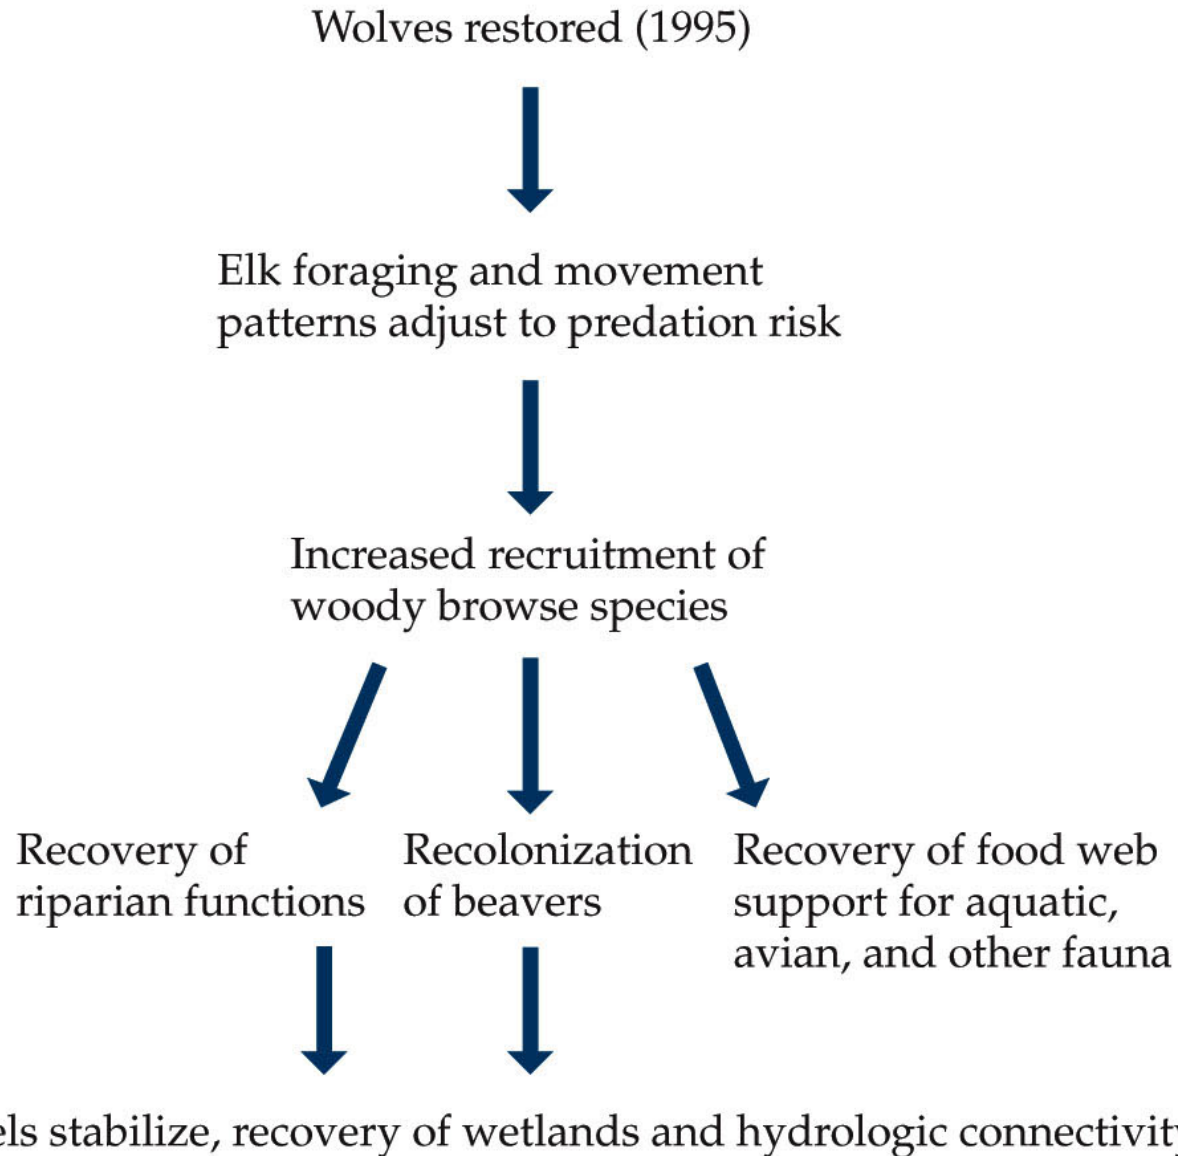 Wolves restored (1995)
Elk foraging and movement
patterns adjust to predation risk
Increased recruitment of
woody browse species
Recovery of
riparian functions
Recolonization
of beavers
Recovery of food web
support for aquatic,
avian, and other fauna
els stabilize, recovery of wetlands and hydrologic connectivity